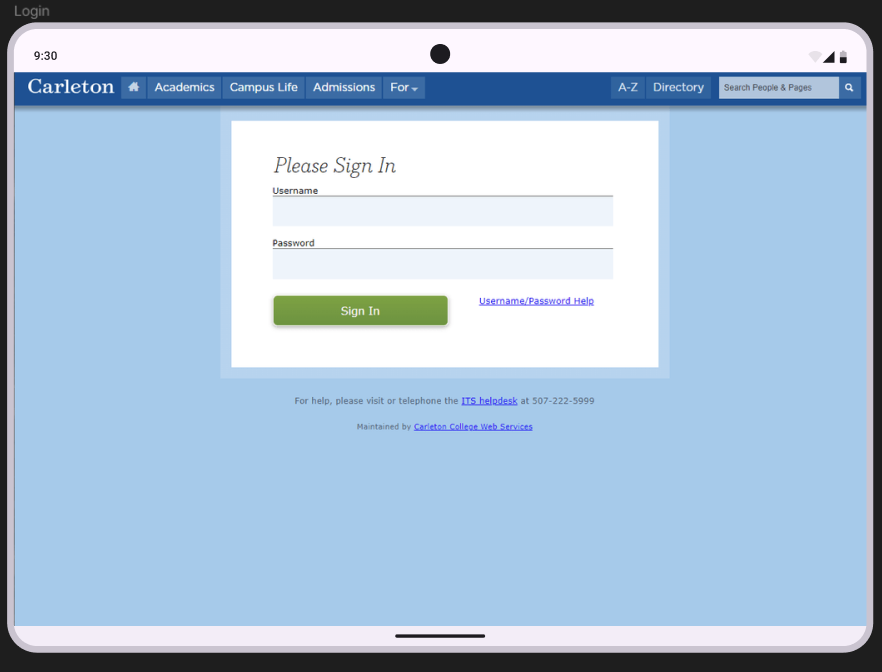 Login
9:30
Carleton Academics Campus Life Admissions For A-Z Directory Search People & Pages
Please Sign In
Username
Password
Sign In Username/Password Help
For help, please visit or telephone the ITS helpdesk at 507-222-5999
Maintained by Carleton College Web Services